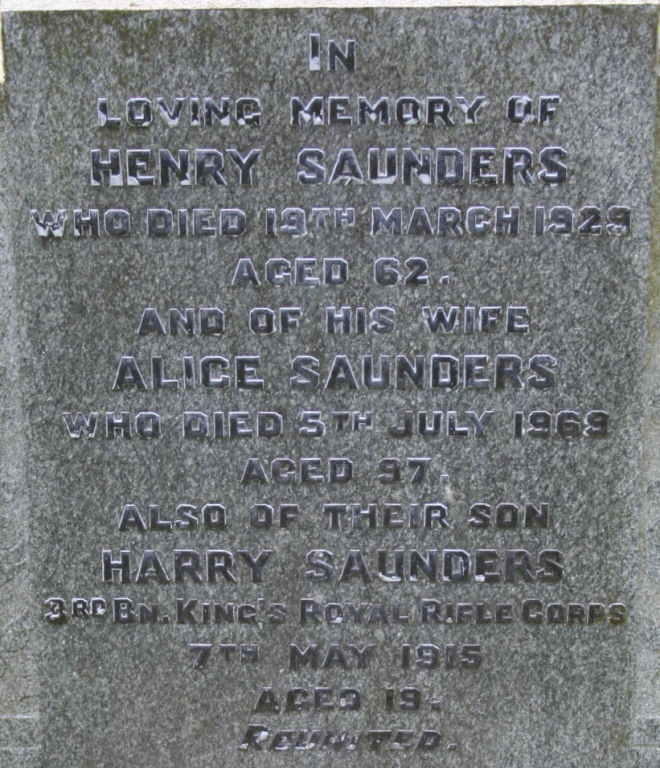 IN
LOVING MEMORY OF
HENRY SAUNDERS
WHO DIED 19TH MARCH 1929
AGED 62.
AND OF HIS WIFE
ALICE SAUNDERS
WHO DIED 5TH JULY 1969
AGED 97.
ALSO OF THEIR SON
HARRY SAUNDERS
3RD BN. KING'S ROYAL RIFLE CORPS
7TH MAY 1915
AGED 19.
REUNITED.